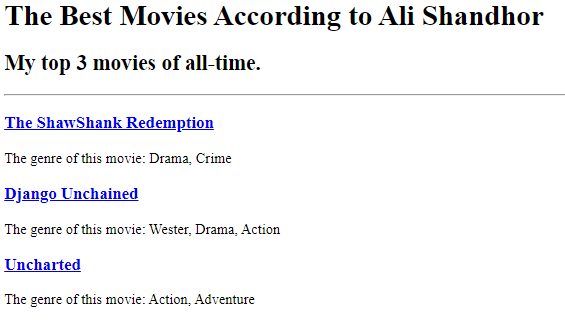 The Best Movies According to Ali Shandhor
My top 3 movies of all-time.
The ShawShank Redemption
The genre of this movie: Drama, Crime
Django Unchained
The genre of this movie: Wester, Drama, Action
Uncharted
The genre of this movie: Action, Adventure